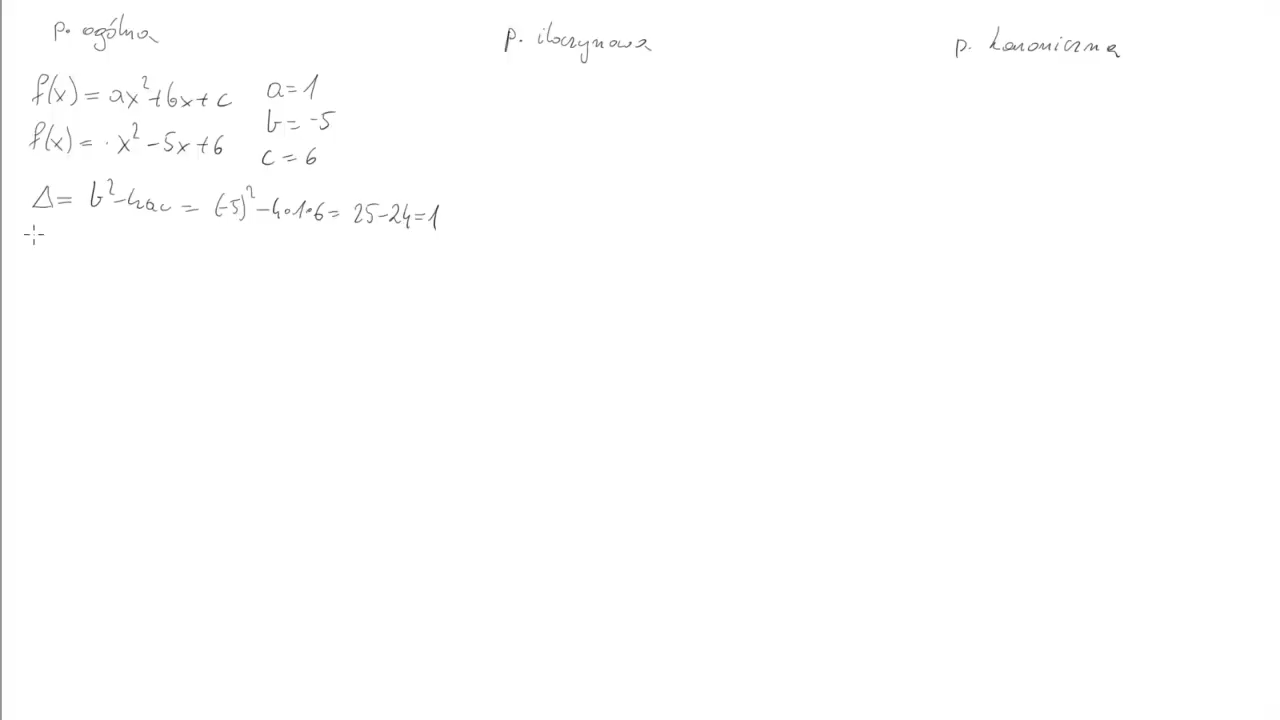 p. ogólna
p. iloczynowa
p. kanoniczna
f(x) = ax²+bx+c
a=1
f(x) = x²-5x+6
b=-5
c=6
Δ= b²-4ac = (-5)²-4·1·6= 25-24=1